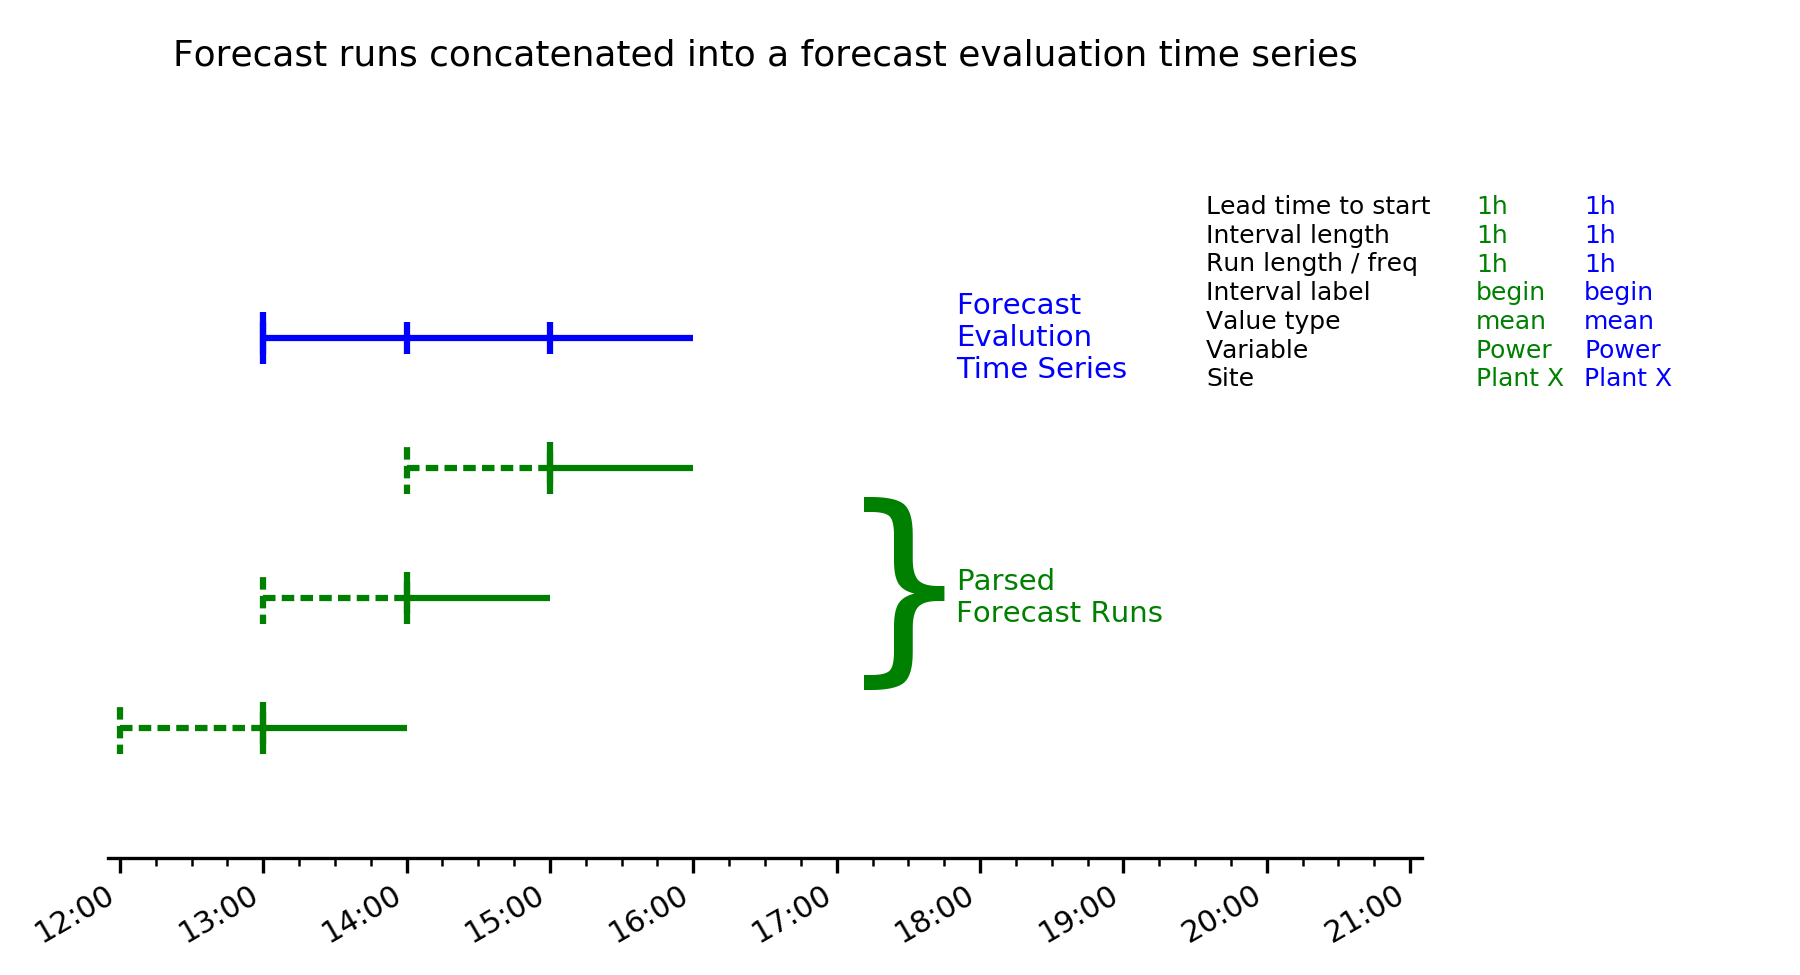 Forecast runs concatenated into a forecast evaluation time series
Lead time to start 1h 1h
Interval length 1h 1h
Run length / freq 1h 1h
Interval label begin begin
Value type mean mean
Variable Power Power
Site Plant X Plant X
Forecast
Evalution
Time Series
Parsed
Forecast Runs
12:00 13:00 14:00 15:00 16:00 17:00 18:00 19:00 20:00 21:00